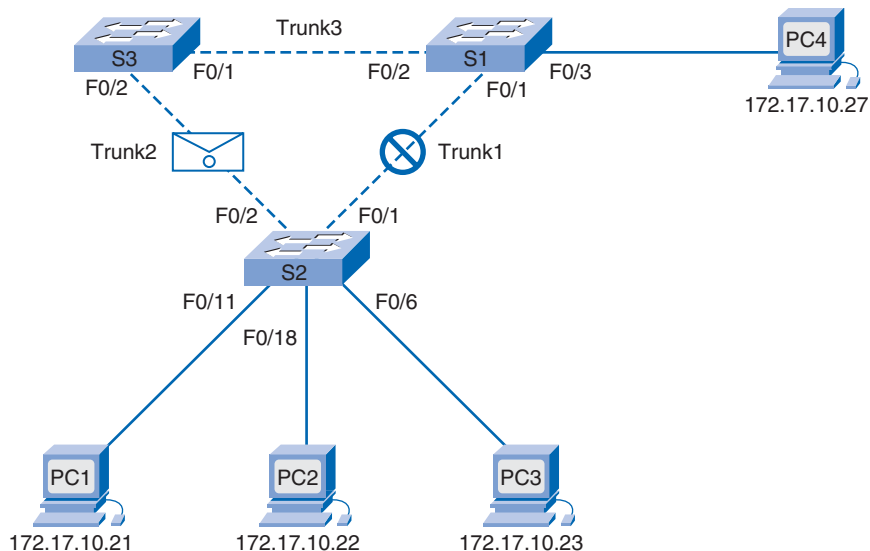 Trunk3
S3
S1
PC4
F0/1
F0/2
F0/3
F0/2
F0/1
172.17.10.27
Trunk2
Trunk1
F0/2
F0/1
S2
F0/11
F0/6
F0/18
PC1
PC2
PC3
172.17.10.21
172.17.10.22
172.17.10.23